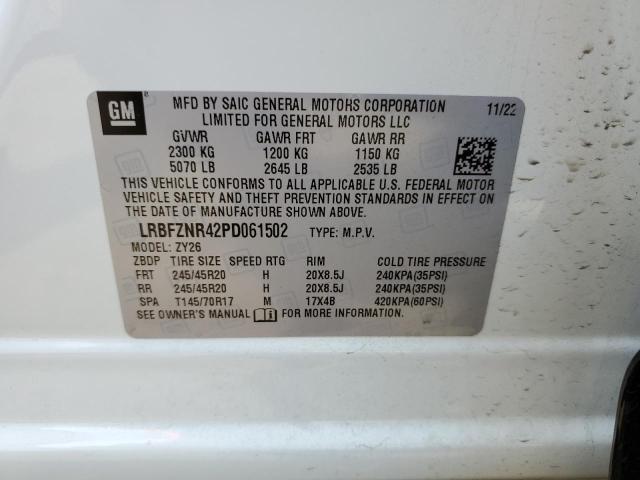 GM
MFD BY SAIC GENERAL MOTORS CORPORATION 11/22
LIMITED FOR GENERAL MOTORS LLC
GVWR GAWR FRT GAWR RR
2300 KG 1200 KG 1150 KG
5070 LB 2645 LB 2535 LB
THIS VEHICLE CONFORMS TO ALL APPLICABLE U.S. FEDERAL MOTOR
VEHICLE SAFETY AND THEFT PREVENTION STANDARDS IN EFFECT ON
THE DATE OF MANUFACTURE SHOWN ABOVE.
LRBFZNR42PD061502 TYPE: M.P.V.
MODEL: ZY26
ZBDP TIRE SIZE SPEED RTG RIM COLD TIRE PRESSURE
FRT 245/45R20 H 20X8.5J 240KPA(35PSI)
RR 245/45R20 H 20X8.5J 240KPA(35PSI)
SPA T145/70R17 M 17X4B 420KPA(60PSI)
SEE OWNER'S MANUAL FOR MORE INFORMATION